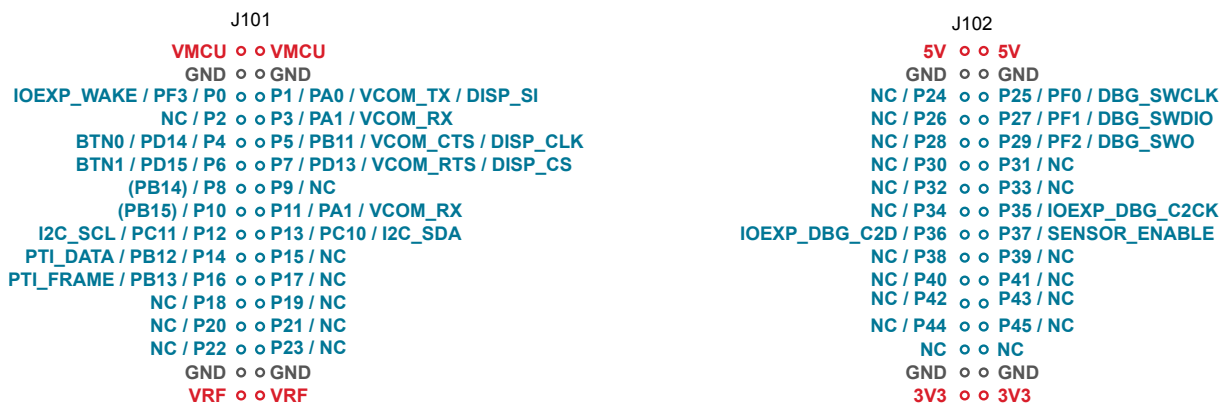 J101
VMCU VMCU
GND GND
IOEXP_WAKE / PF3 / P0 P1 / PA0 / VCOM_TX / DISP_SI
NC / P2 P3 / PA1 / VCOM_RX
BTN0 / PD14 / P4 P5 / PB11 / VCOM_CTS / DISP_CLK
BTN1 / PD15 / P6 P7 / PD13 / VCOM_RTS / DISP_CS
(PB14) / P8 P9 / NC
(PB15) / P10 P11 / PA1 / VCOM_RX
I2C_SCL / PC11 / P12 P13 / PC10 / I2C_SDA
PTI_DATA / PB12 / P14 P15 / NC
PTI_FRAME / PB13 / P16 P17 / NC
NC / P18 P19 / NC
NC / P20 P21 / NC
NC / P22 P23 / NC
GND GND
VRF VRF
J102
5V 5V
GND GND
NC / P24 P25 / PF0 / DBG_SWCLK
NC / P26 P27 / PF1 / DBG_SWDIO
NC / P28 P29 / PF2 / DBG_SWO
NC / P30 P31 / NC
NC / P32 P33 / NC
NC / P34 P35 / IOEXP_DBG_C2CK
IOEXP_DBG_C2D / P36 P37 / SENSOR_ENABLE
NC / P38 P39 / NC
NC / P40 P41 / NC
NC / P42 P43 / NC
NC / P44 P45 / NC
NC NC
GND GND
3V3 3V3